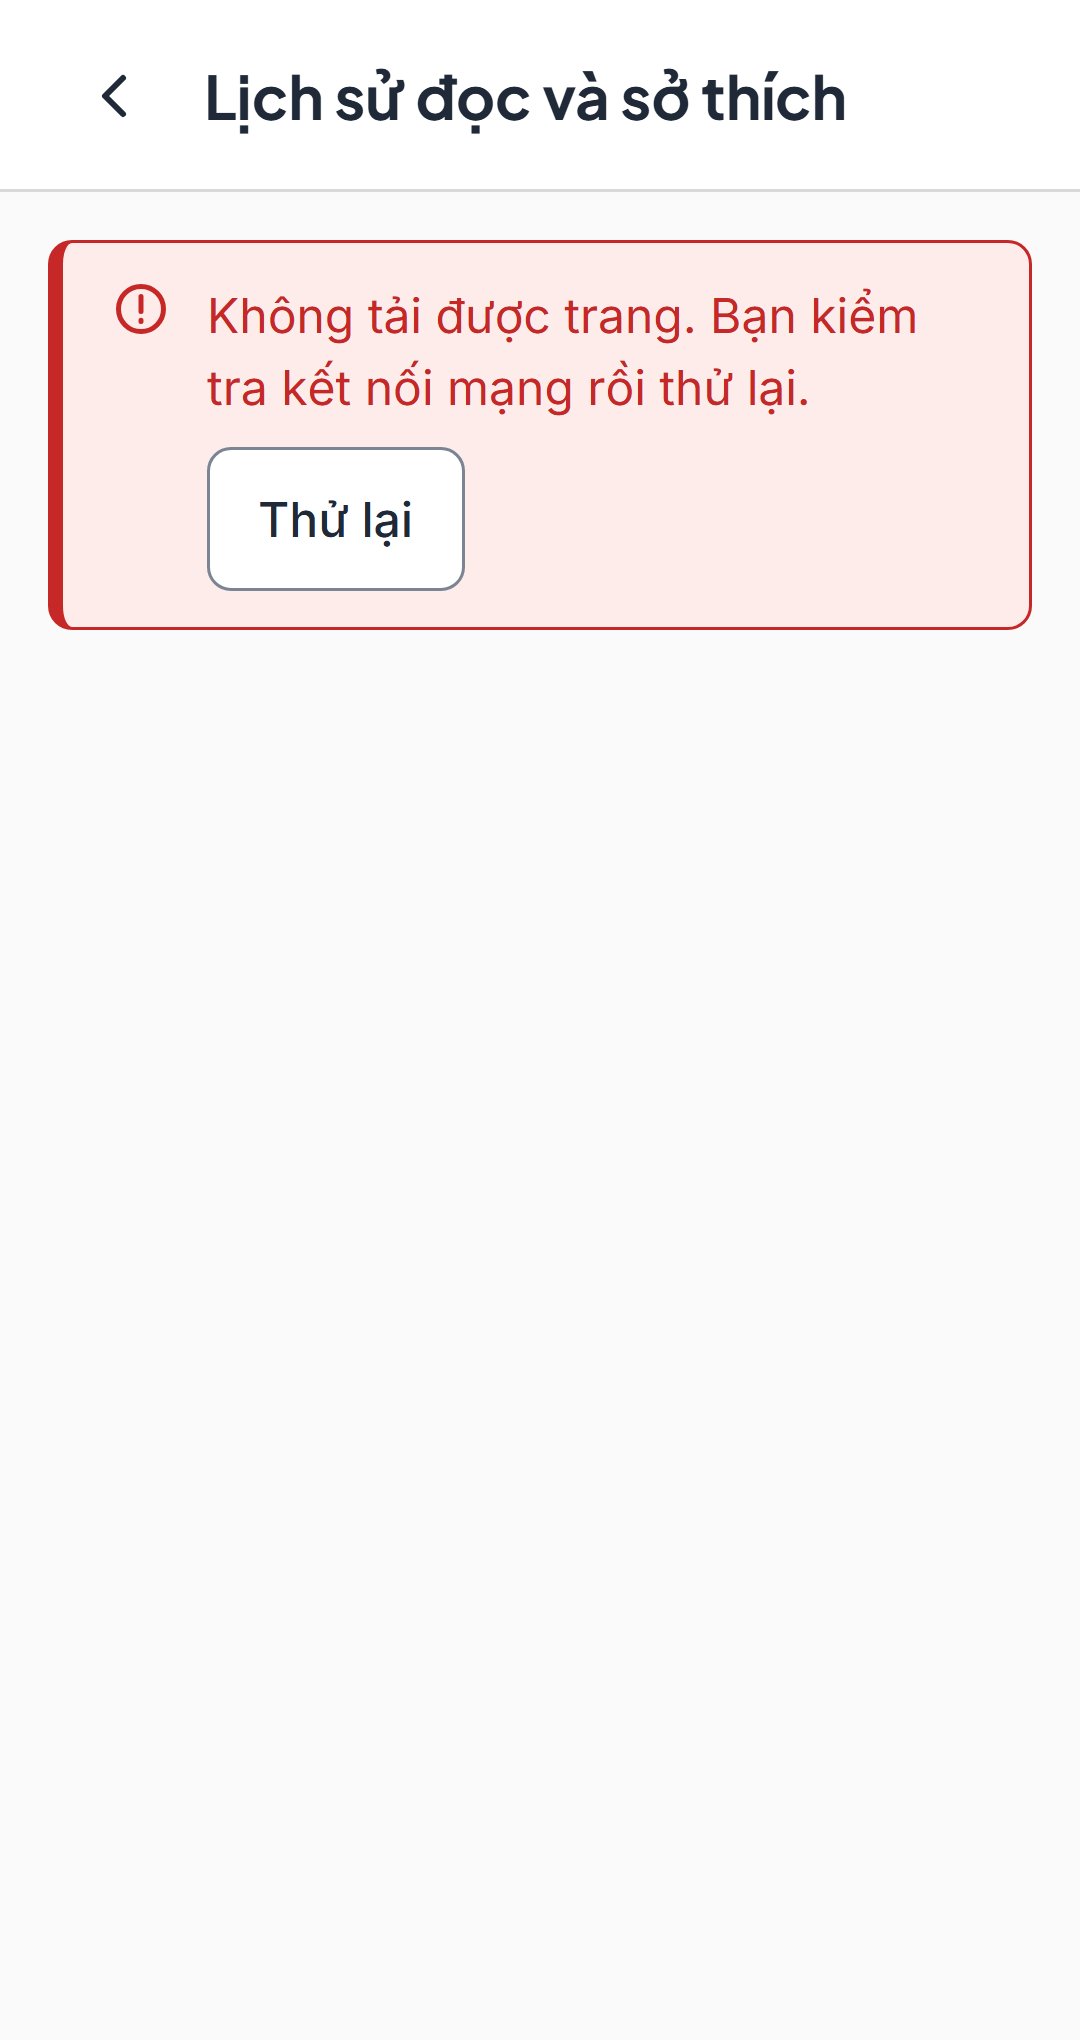 Lịch sử đọc và sở thích
Không tải được trang. Bạn kiểm
tra kết nối mạng rồi thử lại.
Thử lại